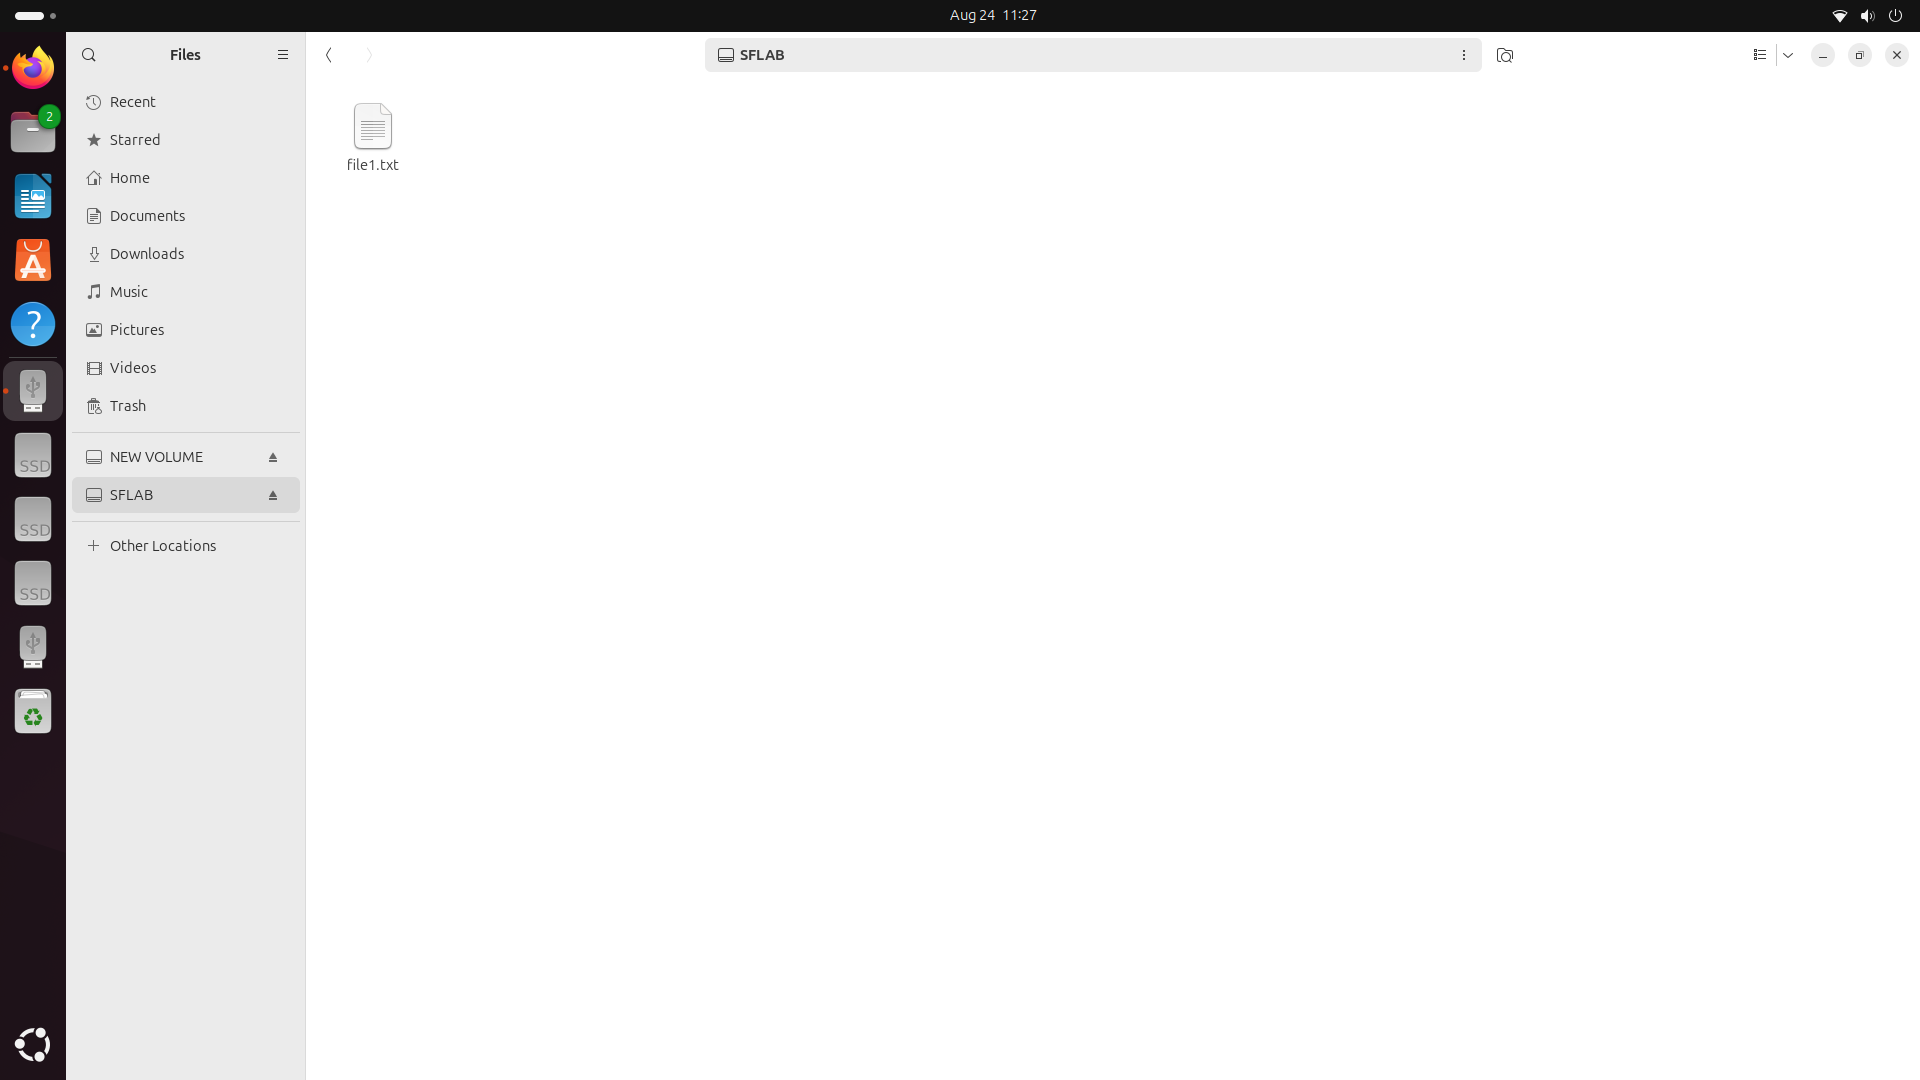 Aug 24 11:27
Files
SFLAB
2
Recent
Starred
Home
Documents
Downloads
Music
Pictures
Videos
Trash
NEW VOLUME
SFLAB
Other Locations
file1.txt
SSD
SSD
SSD